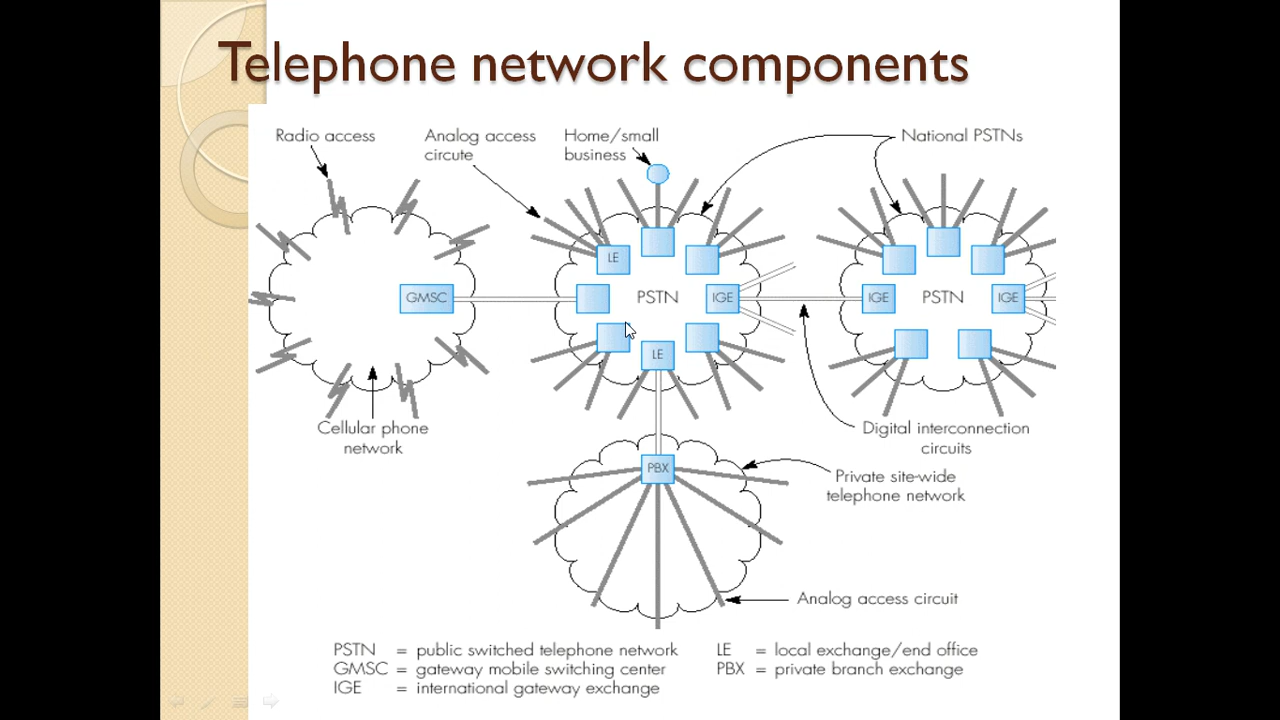 Telephone network components
Radio access
Analog access
circute
Home/small
business
National PSTNs
LE
GMSC
PSTN
IGE
IGE
PSTN
IGE
LE
Cellular phone
network
Digital interconnection
circuits
PBX
Private site-wide
telephone network
Analog access circuit
PSTN = public switched telephone network
GMSC = gateway mobile switching center
IGE = international gateway exchange
LE = local exchange/end office
PBX = private branch exchange